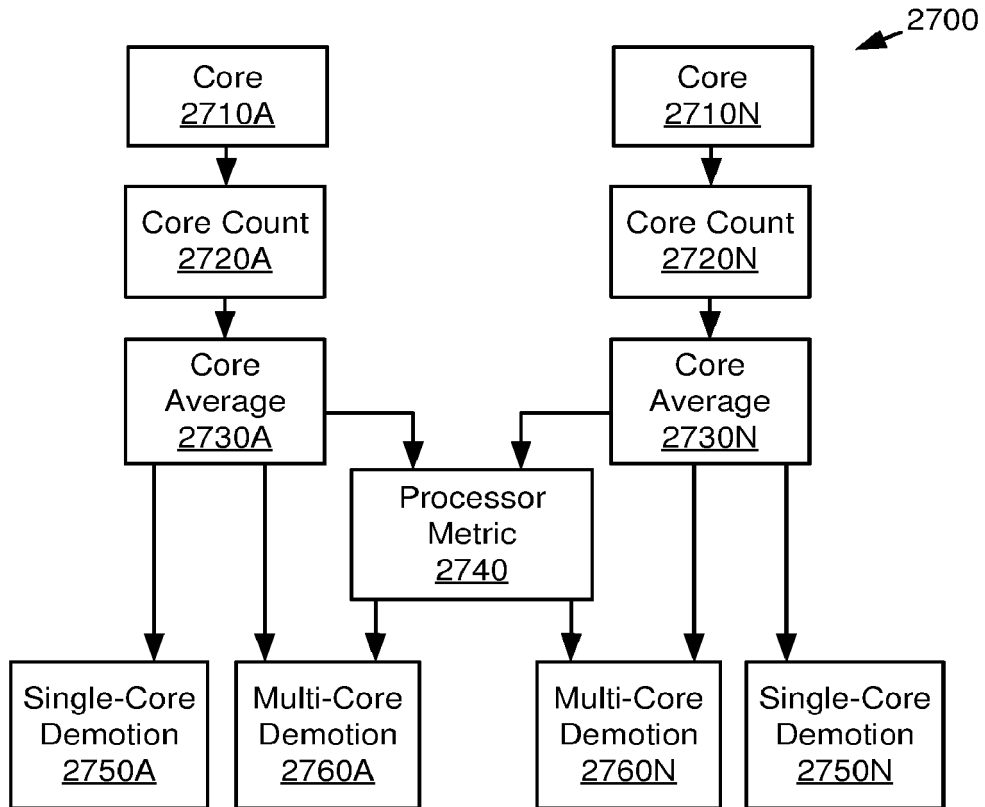 2700
Core
2710A
Core
2710N
Core Count
2720A
Core Count
2720N
Core
Average
2730A
Core
Average
2730N
Processor
Metric
2740
Single-Core
Demotion
2750A
Multi-Core
Demotion
2760A
Multi-Core
Demotion
2760N
Single-Core
Demotion
2750N